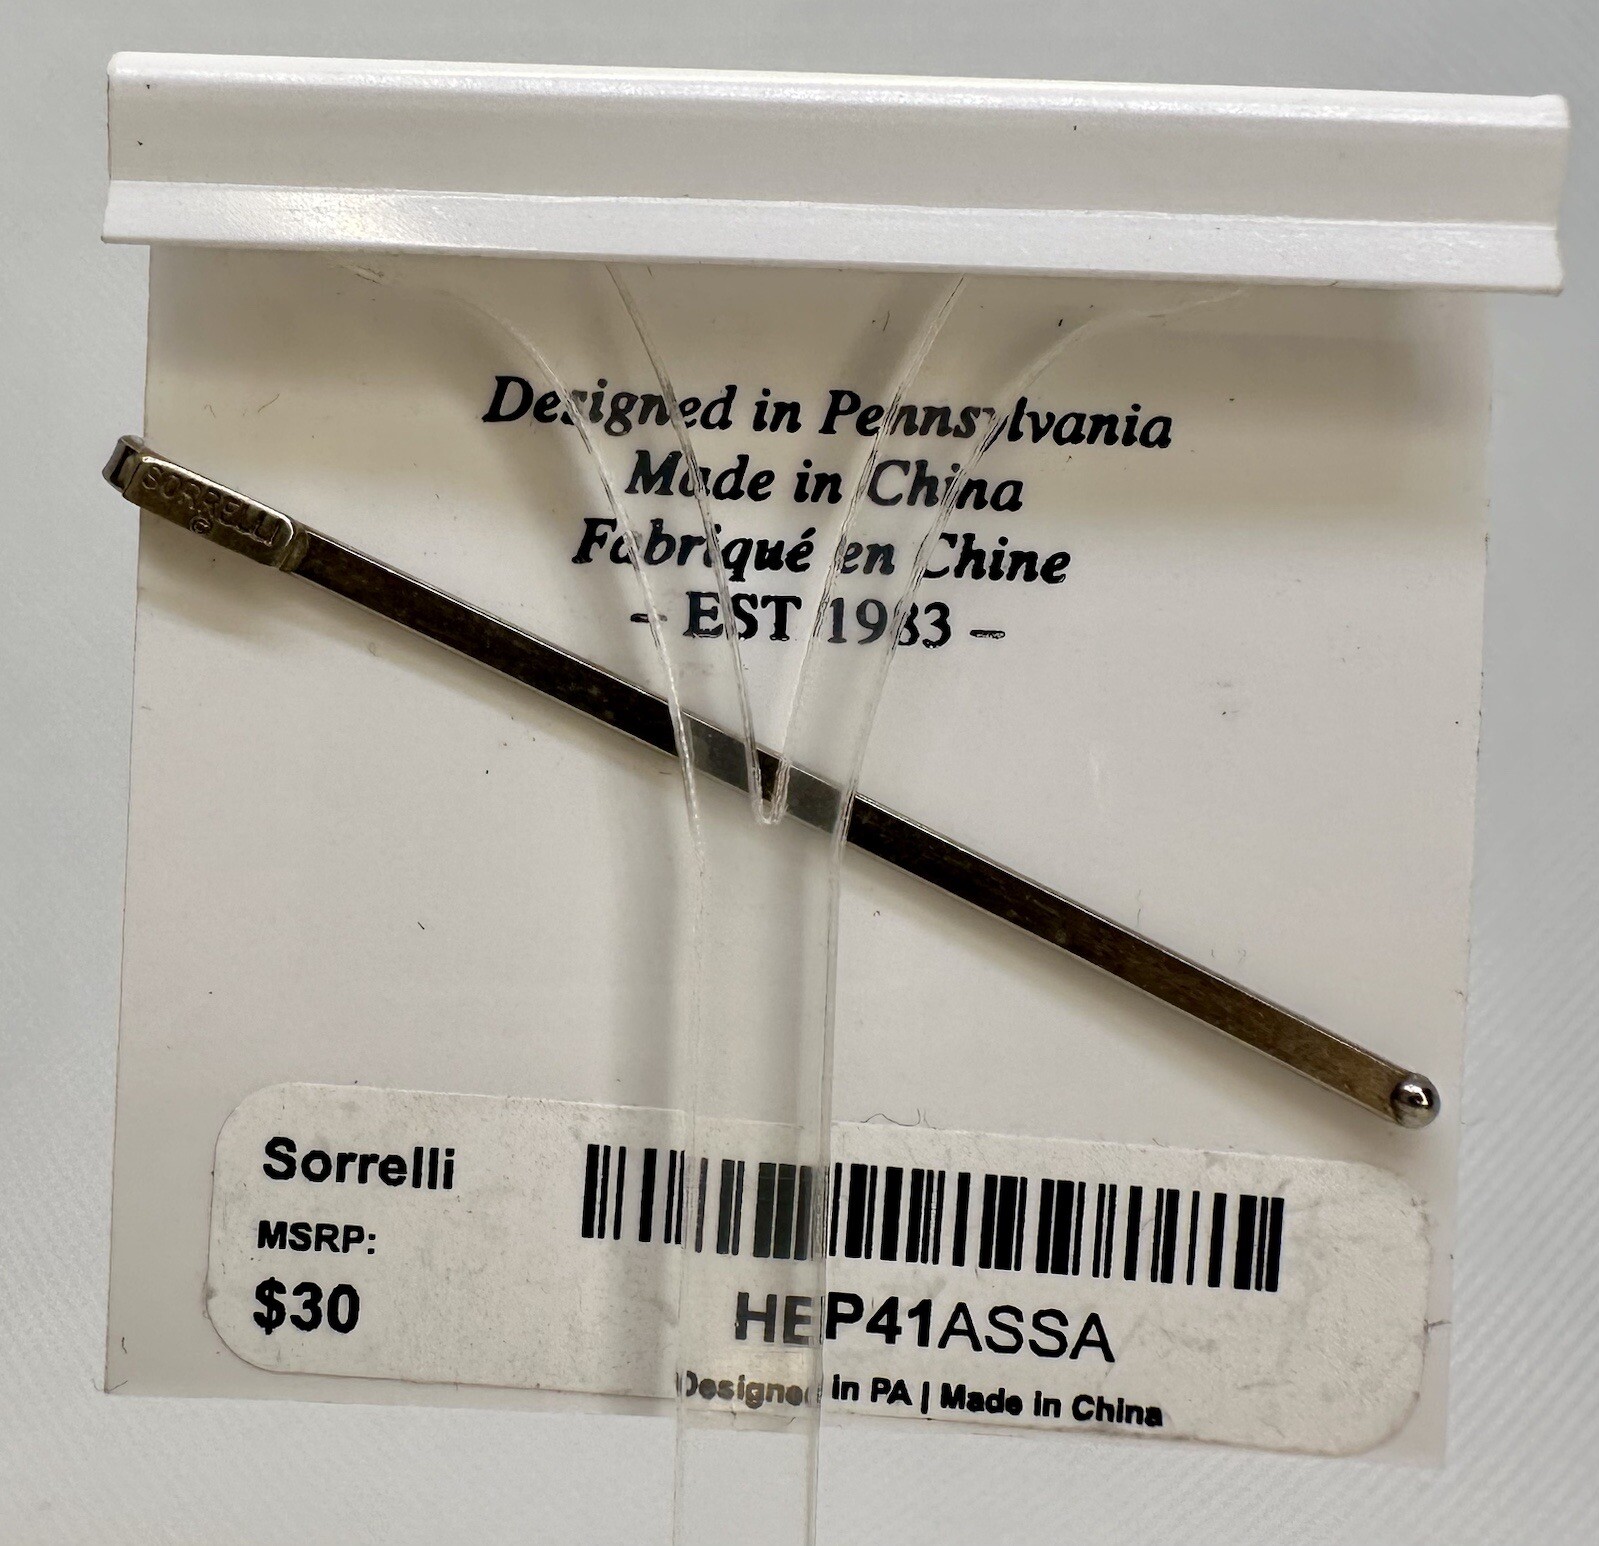 Designed in Pennsylvania
Made in China
Fabriqué en Chine
- EST 1983 -
SORRELLI
©
Sorrelli
MSRP:
$30
HBP41ASSA
Designed in PA | Made in China